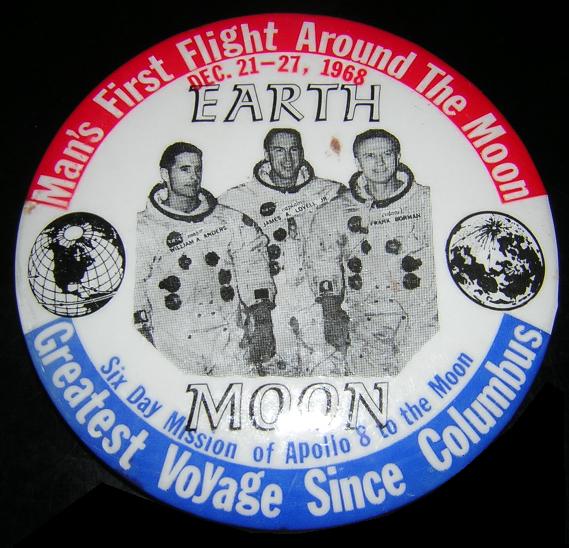 Man's First Flight Around The Moon
DEC. 21-27, 1968
EARTH
WILLIAM A. ANDERS
JAMES A. LOVELL JR
FRANK BORMAN
MOON
Six Day Mission of Apollo 8 to the Moon
Greatest Voyage Since Columbus